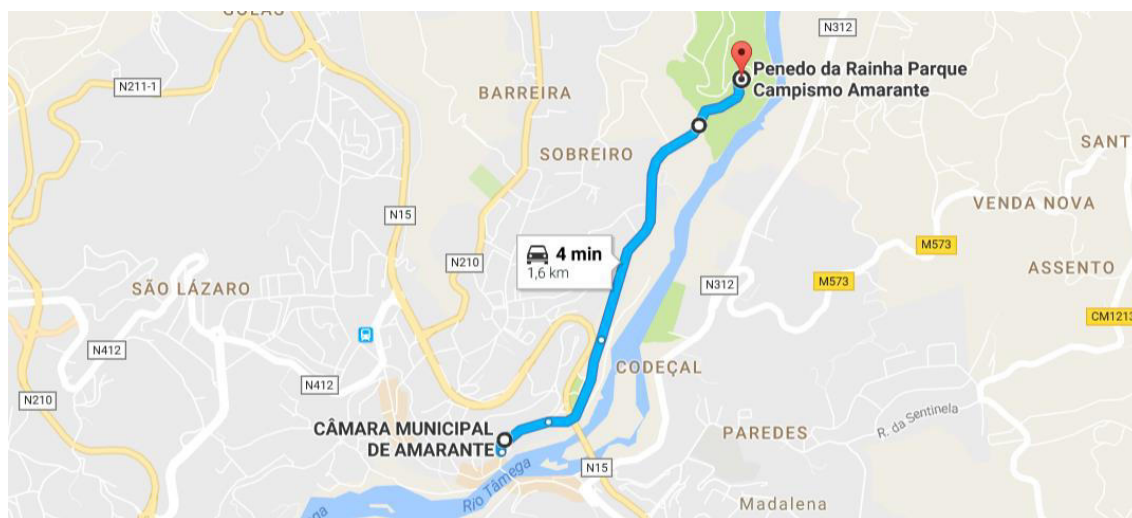 N312
Penedo da Rainha Parque
Campismo Amarante
N211-1
BARREIRA
SOBREIRO
SANT
VENDA NOVA
N15
M573
N210
4 min
1,6 km
ASSENTO
M573
N312
SÃO LÁZARO
CM1213
N412
CODEÇAL
N412
N210
R. da Sentinela
CÂMARA MUNICIPAL
DE AMARANTE
PAREDES
N15
Rio Tâmega
Madalena
ga